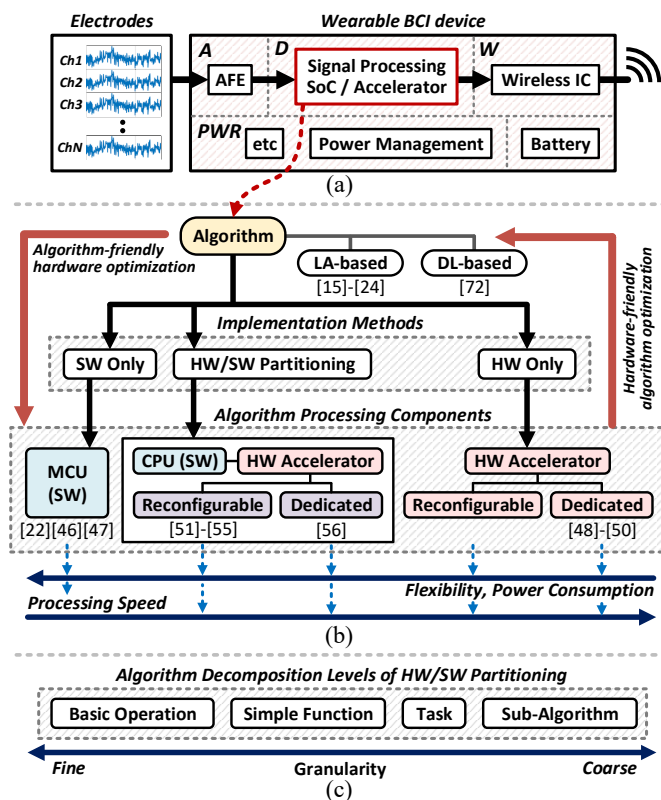 Electrodes
Wearable BCI device
Ch1
Ch2
Ch3
ChN
A
D
W
AFE
Signal Processing
SoC / Accelerator
Wireless IC
PWR
etc
Power Management
Battery
(a)
Algorithm
Algorithm-friendly
hardware optimization
LA-based
DL-based
[15]-[24]
[72]
Hardware-friendly
algorithm optimization
Implementation Methods
SW Only
HW/SW Partitioning
HW Only
Algorithm Processing Components
MCU
(SW)
CPU (SW)
HW Accelerator
HW Accelerator
Reconfigurable
Dedicated
Reconfigurable
Dedicated
[22][46][47]
[51]-[55]
[56]
[48]-[50]
Flexibility, Power Consumption
Processing Speed
(b)
Algorithm Decomposition Levels of HW/SW Partitioning
Basic Operation
Simple Function
Task
Sub-Algorithm
Fine
Granularity
Coarse
(c)